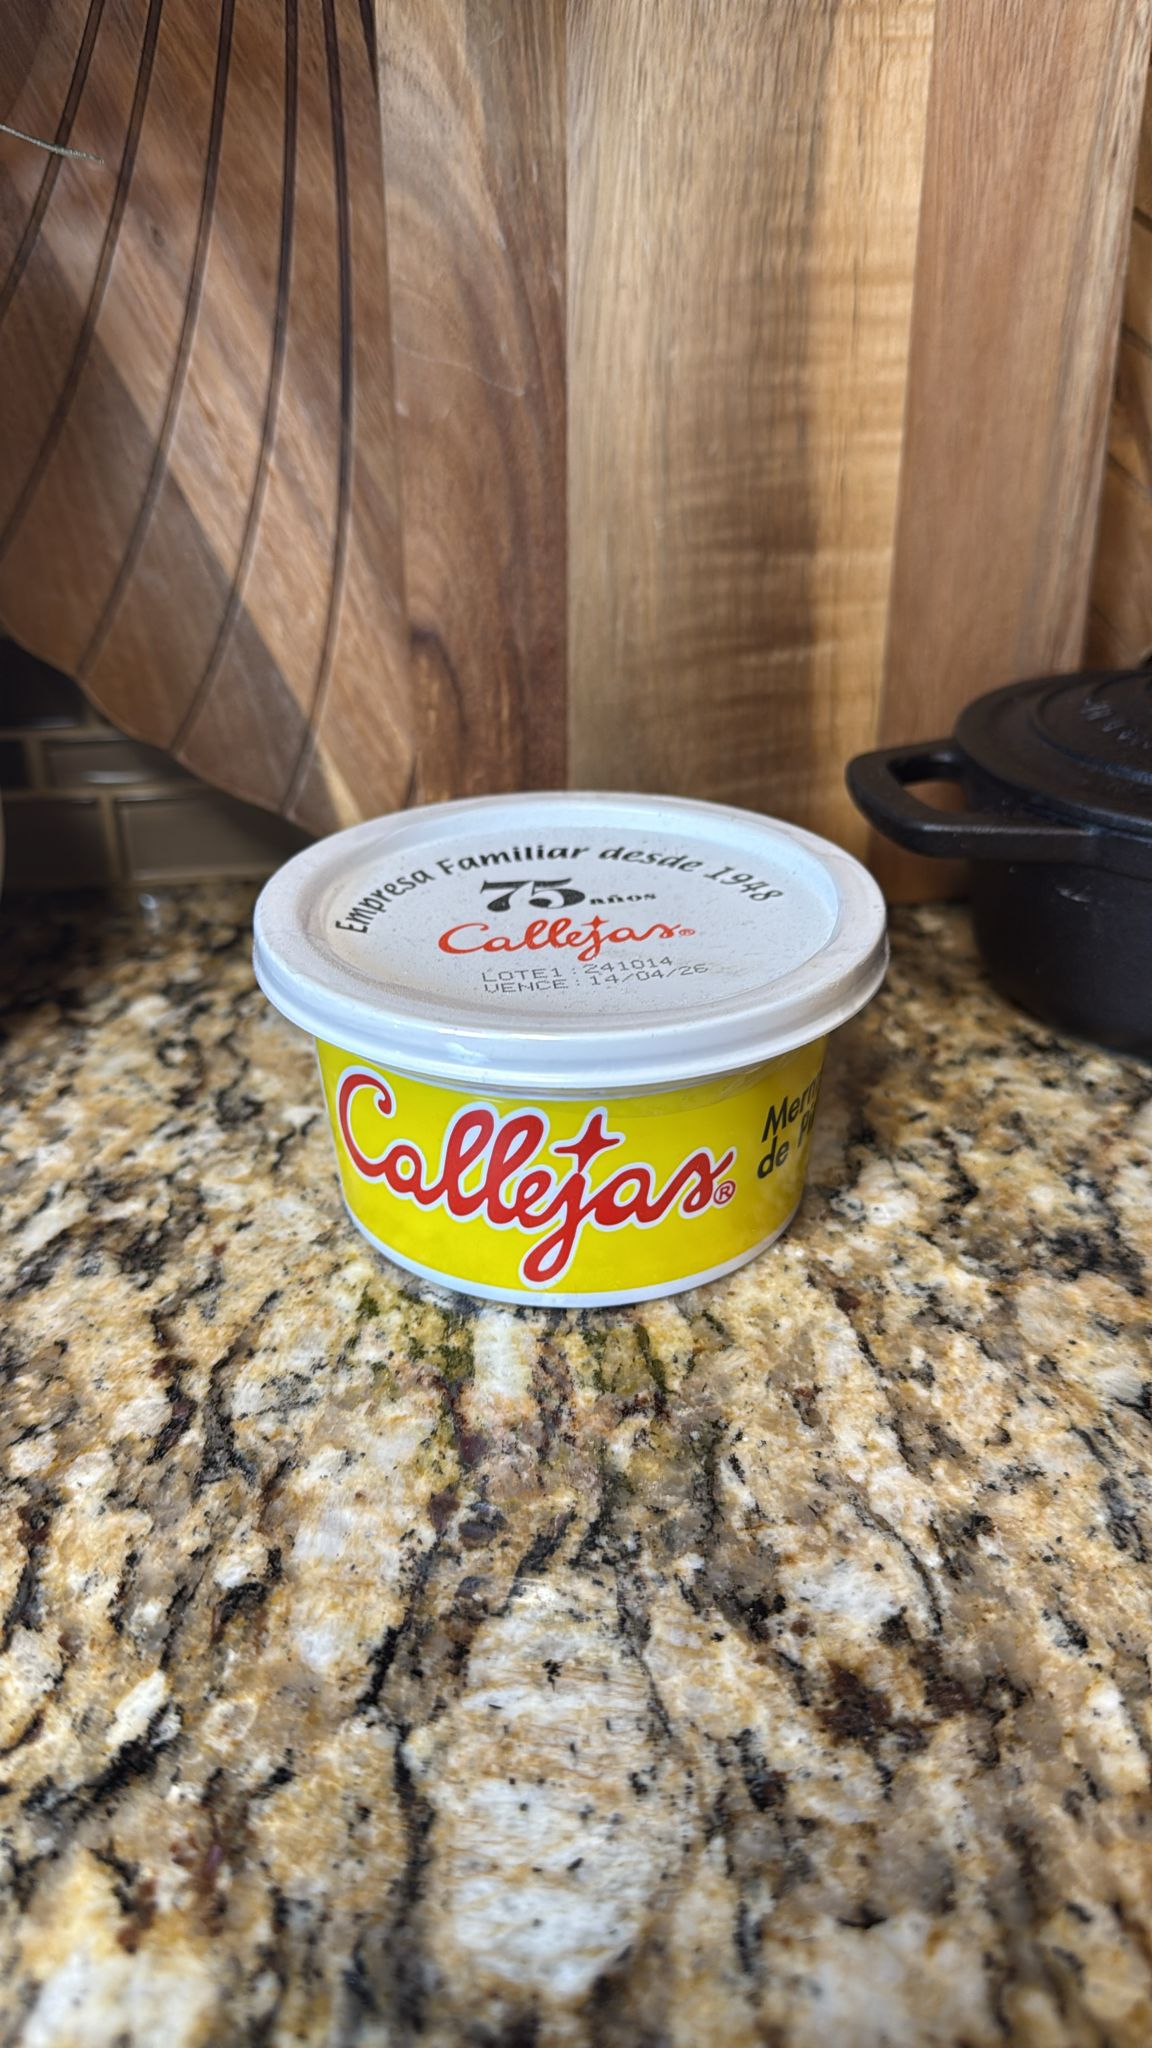 Empresa Familiar desde 1948
75 años
Callejas®
LOTE1:241014
VENCE:14/04/26
Callejas®
de